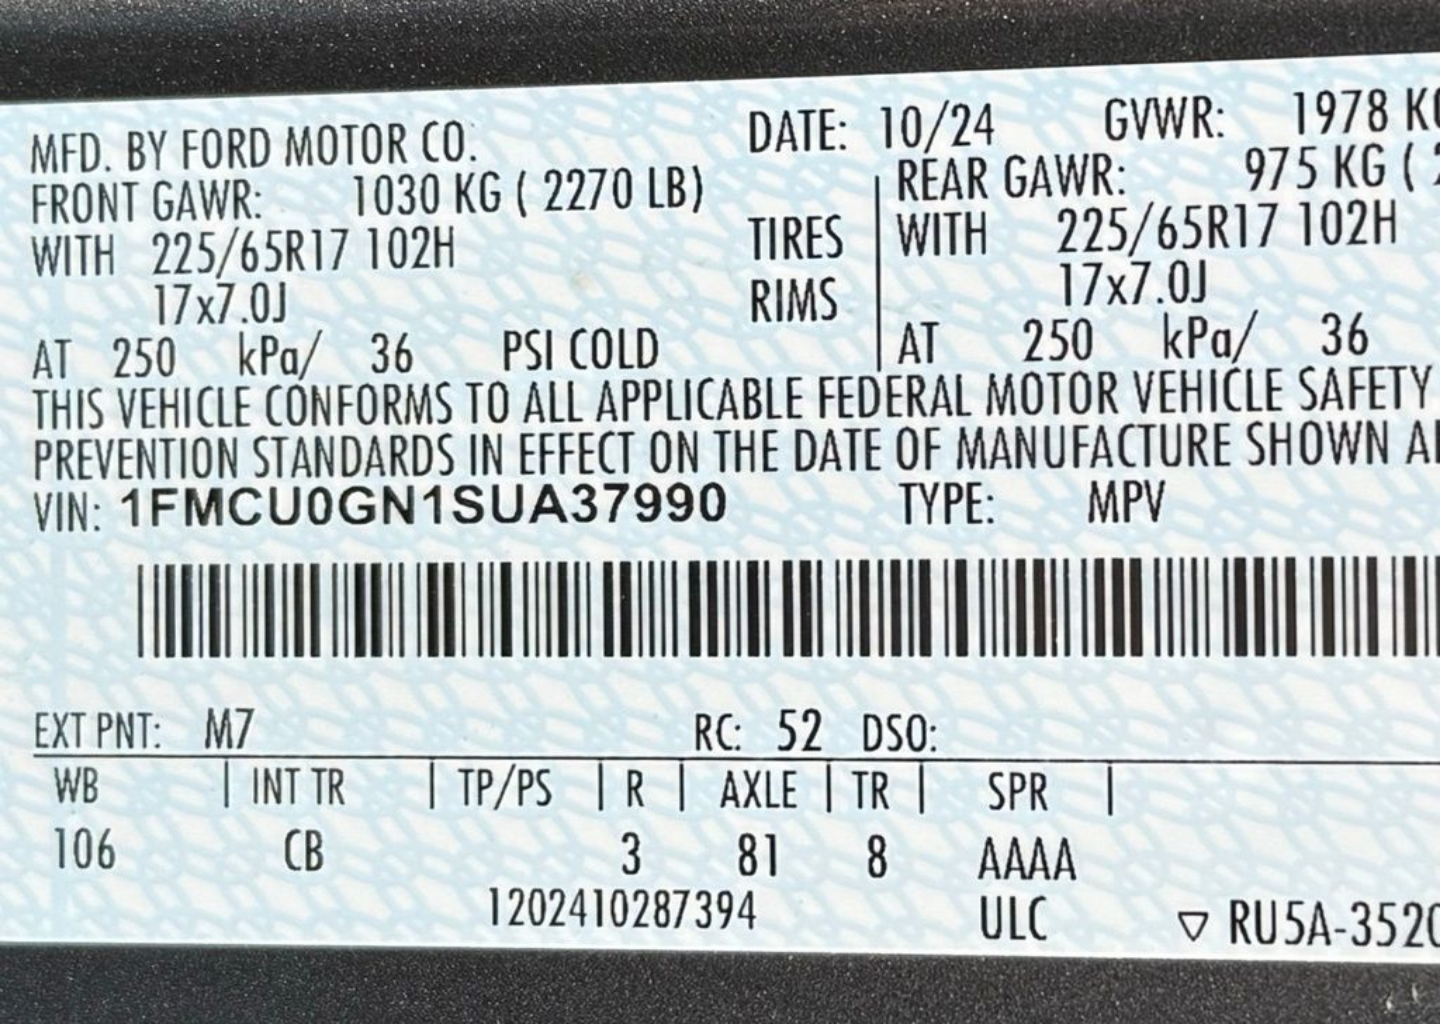 MFD. BY FORD MOTOR CO. DATE: 10/24 GVWR: 1978 KG
FRONT GAWR: 1030 KG ( 2270 LB) REAR GAWR: 975 KG (
WITH 225/65R17 102H TIRES WITH 225/65R17 102H
17x7.0J RIMS 17x7.0J
AT 250 kPa/ 36 PSI COLD AT 250 kPa/ 36
THIS VEHICLE CONFORMS TO ALL APPLICABLE FEDERAL MOTOR VEHICLE SAFETY
PREVENTION STANDARDS IN EFFECT ON THE DATE OF MANUFACTURE SHOWN
VIN: 1FMCU0GN1SUA37990 TYPE: MPV
EXT PNT: M7 RC: 52 DSO:
WB | INT TR | TP/PS | R | AXLE | TR | SPR |
106 CB 3 81 8 AAAA
1202410287394 ULC ▽ RU5A-3520